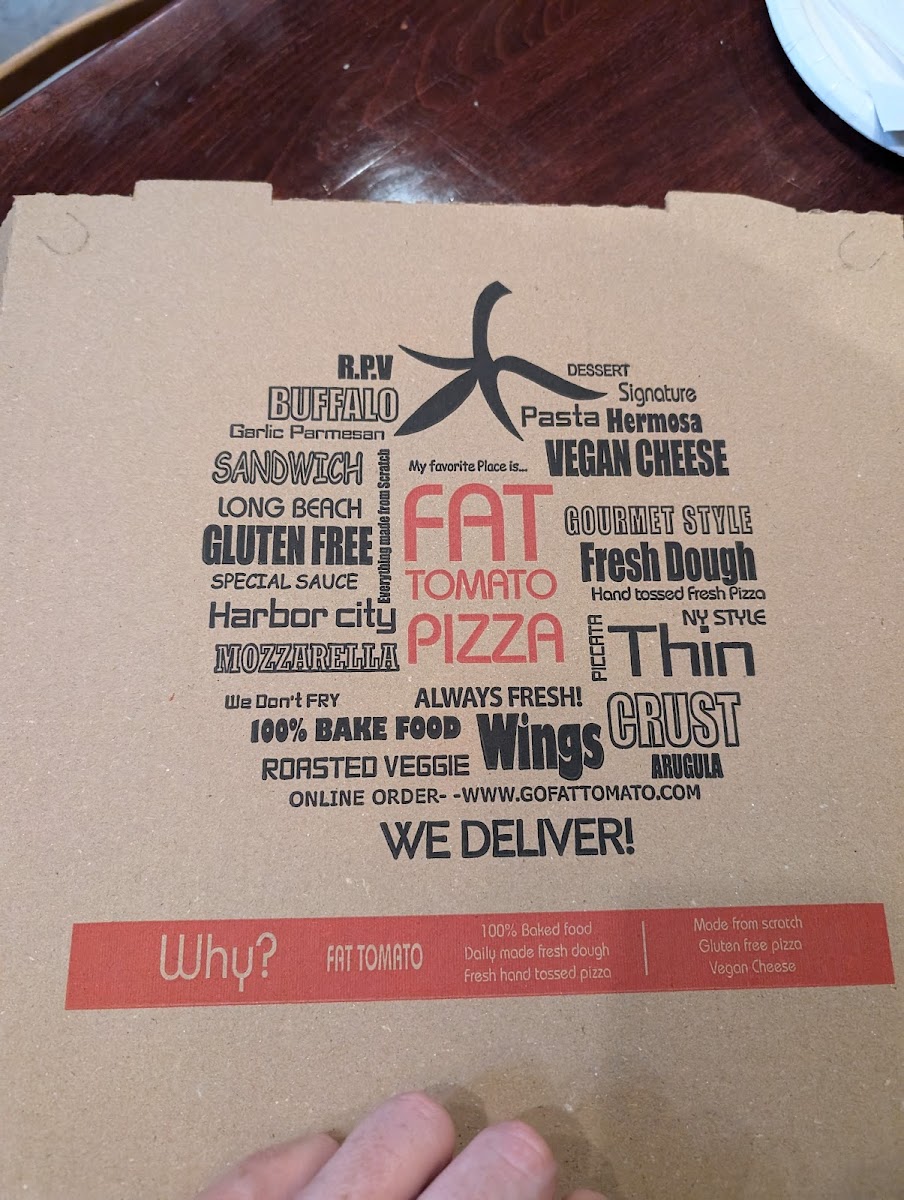 R.P.V
BUFFALO
Garlic Parmesan
SANDWICH
LONG BEACH
GLUTEN FREE
SPECIAL SAUCE
Harbor city
MOZZARELLA
Everything made from Scratch
DESSERT
Signature
Pasta Hermosa
VEGAN CHEESE
My favorite Place is...
FAT
TOMATO
PIZZA
GOURMET STYLE
Fresh Dough
Hand tossed Fresh Pizza
NY STYLE
PICCATA
Thin
CRUST
ARUGULA
We Don't FRY
ALWAYS FRESH!
100% BAKE FOOD
Wings
ROASTED VEGGIE
ONLINE ORDER- -WWW.GOFATTOMATO.COM
WE DELIVER!
Why?
FAT TOMATO
100% Baked food
Daily made fresh dough
Fresh hand tossed pizza
Made from scratch
Gluten free pizza
Vegan Cheese